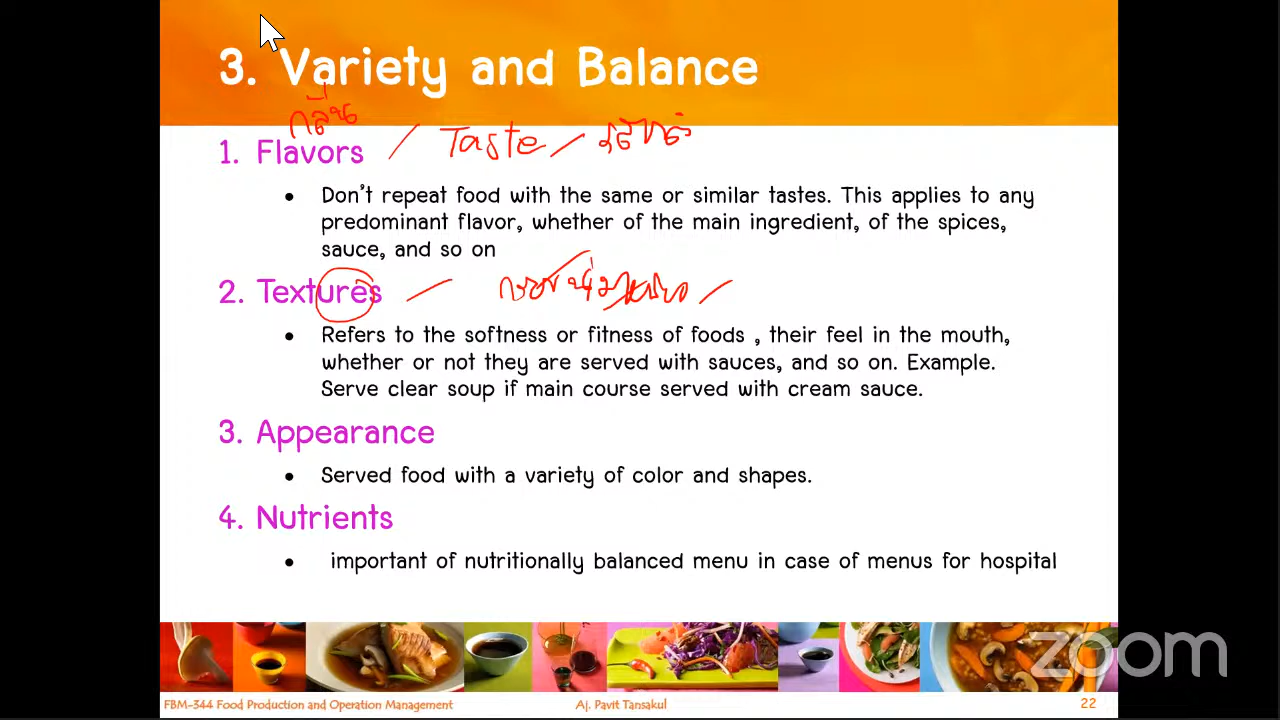 3. Variety and Balance
กลิ่น
1. Flavors / Taste /
• Don't repeat food with the same or similar tastes. This applies to any
predominant flavor, whether of the main ingredient, of the spices,
sauce, and so on
2. Textures
• Refers to the softness or fitness of foods , their feel in the mouth,
whether or not they are served with sauces, and so on. Example.
Serve clear soup if main course served with cream sauce.
3. Appearance
• Served food with a variety of color and shapes.
4. Nutrients
• important of nutritionally balanced menu in case of menus for hospital
zoom
FBM-344 Food Production and Operation Management Aj. Pavit Tansakul 22